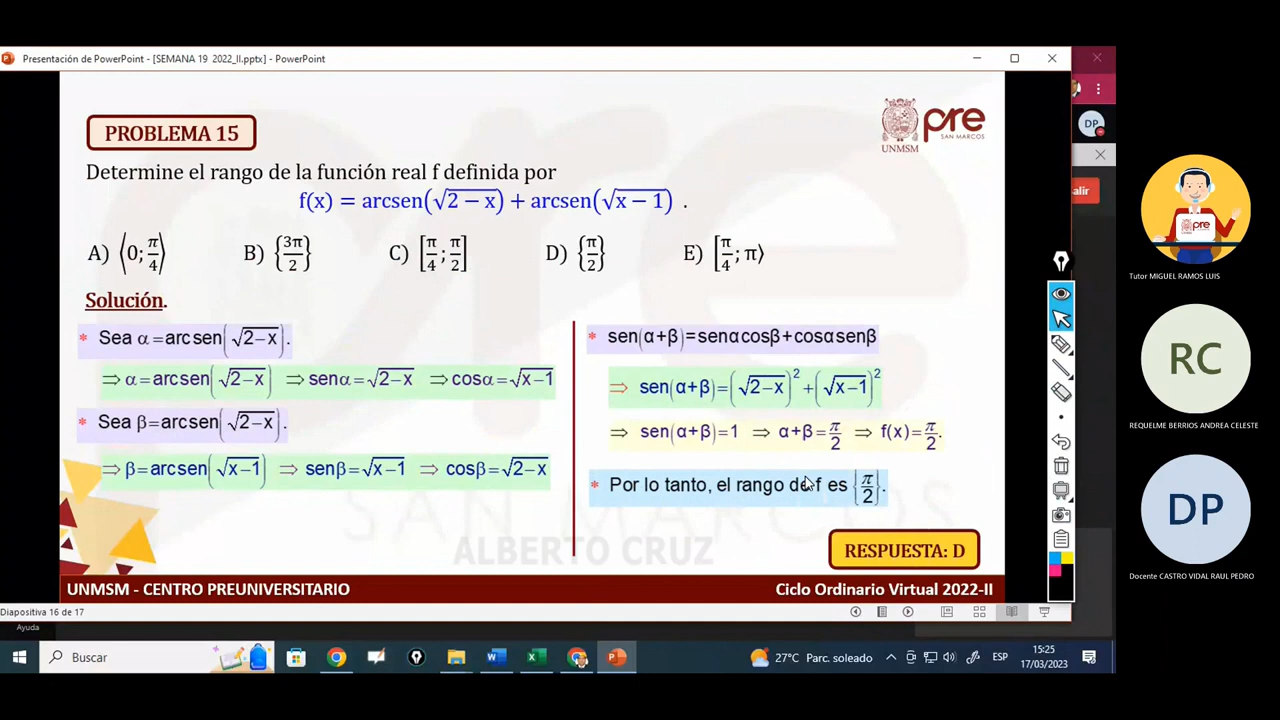 Presentación de PowerPoint - [SEMANA 19 2022_II.pptx] - PowerPoint
PROBLEMA 15
UNMSM
pre
SAN MARCOS
DP
Determine el rango de la función real f definida por
f(x) = arcsen(√(2 − x)) + arcsen(√(x − 1)) .
A) ⟨0; π/4⟩ B) {3π/2} C) [π/4; π/2] D) {π/2} E) [π/4; π⟩
Solución.
* Sea α=arcsen(√(2−x)).
⇒ α=arcsen(√(2−x)) ⇒ senα=√(2−x) ⇒ cosα=√(x−1)
* Sea β=arcsen(√(2−x)).
⇒ β=arcsen(√(x−1)) ⇒ senβ=√(x−1) ⇒ cosβ=√(2−x)
* sen(α+β)=senαcosβ+cosαsenβ
⇒ sen(α+β)=(√(2−x))²+(√(x−1))²
⇒ sen(α+β)=1 ⇒ α+β=π/2 ⇒ f(x)=π/2.
* Por lo tanto, el rango de f es {π/2}.
SAN MARCOS
ALBERTO CRUZ
RESPUESTA: D
UNMSM - CENTRO PREUNIVERSITARIO
Ciclo Ordinario Virtual 2022-II
Diapositiva 16 de 17
Ayuda
Buscar
27°C Parc. soleado
ESP
15:25
17/03/2023
pre
Tutor MIGUEL RAMOS LUIS
RC
REQUELME BERRIOS ANDREA CELESTE
DP
Docente CASTRO VIDAL RAUL PEDRO